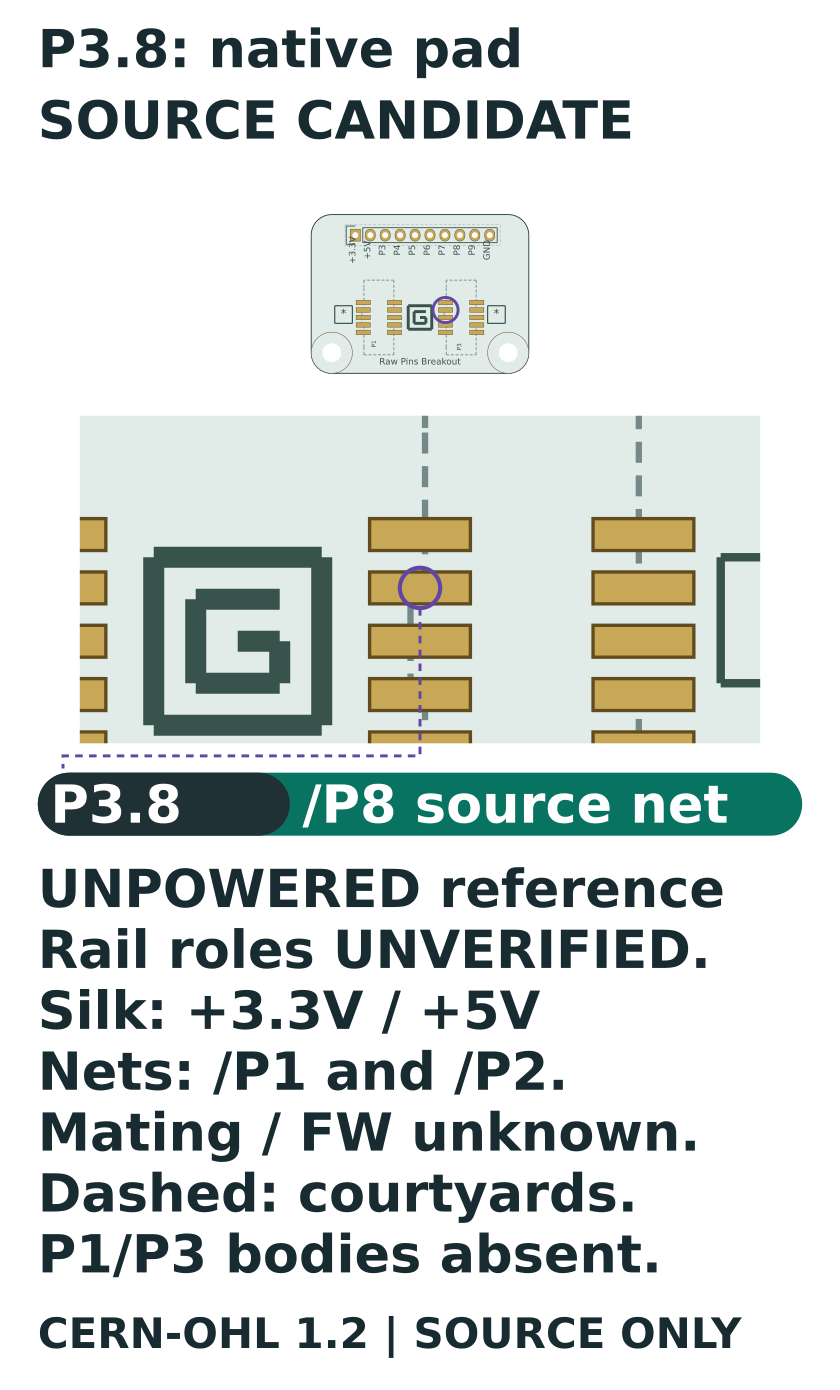 P3.8: native pad
SOURCE CANDIDATE
+3.3V
+5V
P3
P4
P5
P6
P7
P8
P9
GND
*
*
G
P1
P3
Raw Pins Breakout
G
P3.8
/P8 source net
UNPOWERED reference
Rail roles UNVERIFIED.
Silk: +3.3V / +5V
Nets: /P1 and /P2.
Mating / FW unknown.
Dashed: courtyards.
P1/P3 bodies absent.
CERN-OHL 1.2 | SOURCE ONLY